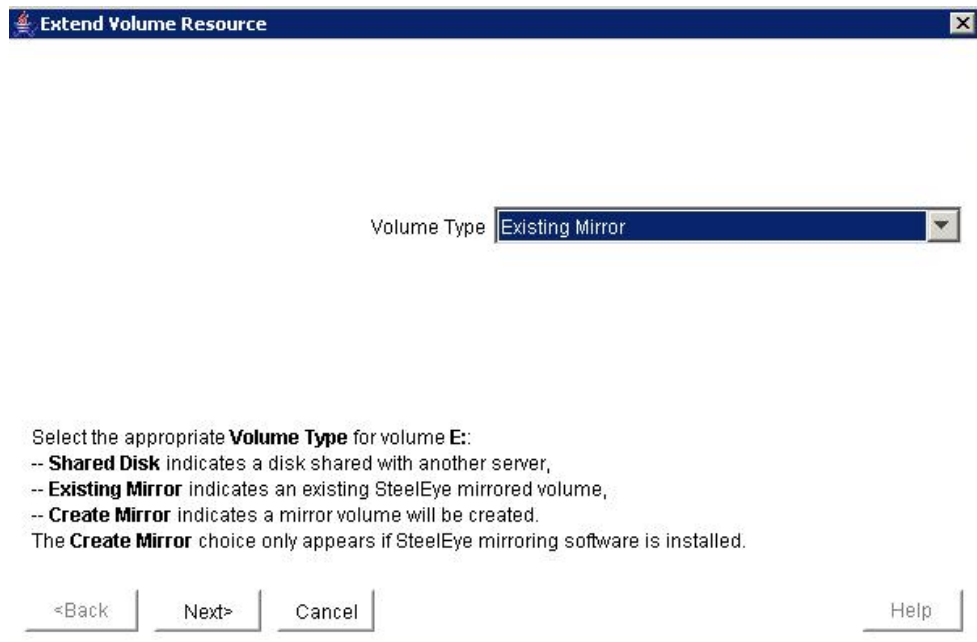 Extend Volume Resource
Volume Type Existing Mirror
Select the appropriate Volume Type for volume E::
-- Shared Disk indicates a disk shared with another server,
-- Existing Mirror indicates an existing SteelEye mirrored volume,
-- Create Mirror indicates a mirror volume will be created.
The Create Mirror choice only appears if SteelEye mirroring software is installed.
<Back Next> Cancel Help